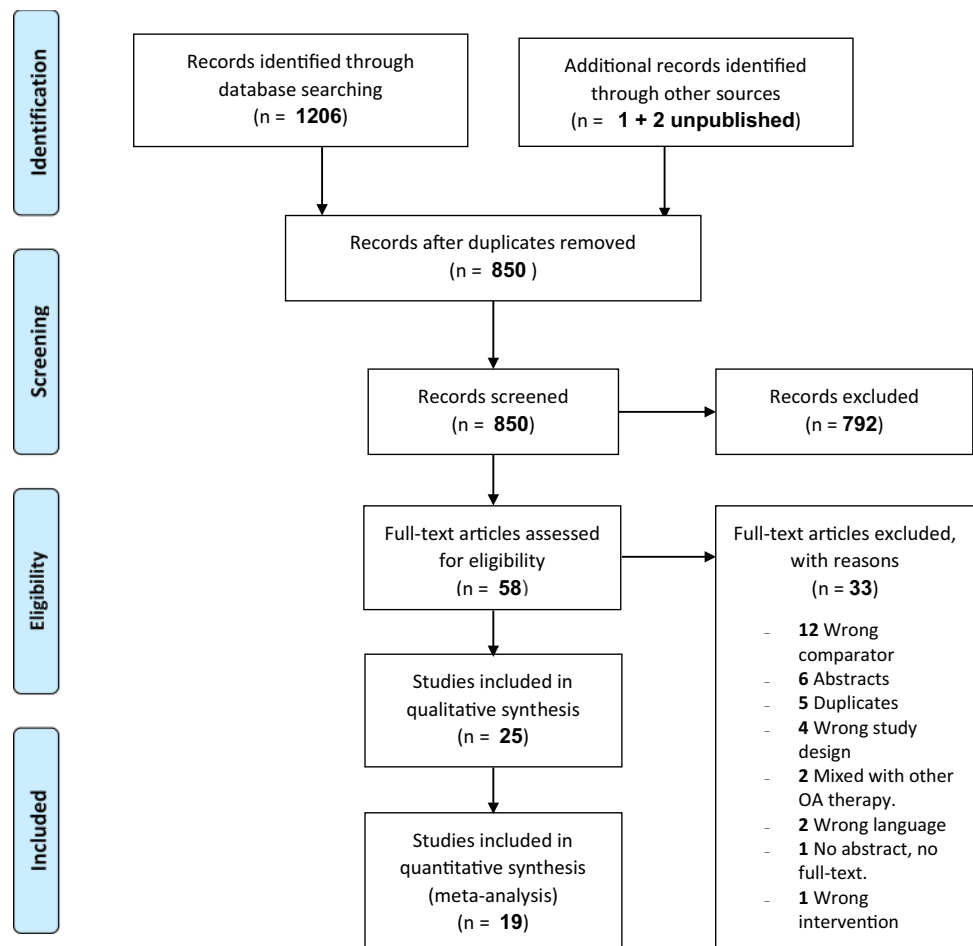 Identification
Records identified through
database searching
(n = 1206)
Additional records identified
through other sources
(n = 1 + 2 unpublished)
Records after duplicates removed
(n = 850 )
Screening
Records screened
(n = 850)
Records excluded
(n = 792)
Eligibility
Full-text articles assessed
for eligibility
(n = 58)
Full-text articles excluded,
with reasons
(n = 33)
- 12 Wrong
comparator
- 6 Abstracts
- 5 Duplicates
- 4 Wrong study
design
- 2 Mixed with other
OA therapy.
- 2 Wrong language
- 1 No abstract, no
full-text.
- 1 Wrong
intervention
Studies included in
qualitative synthesis
(n = 25)
Included
Studies included in
quantitative synthesis
(meta-analysis)
(n = 19)